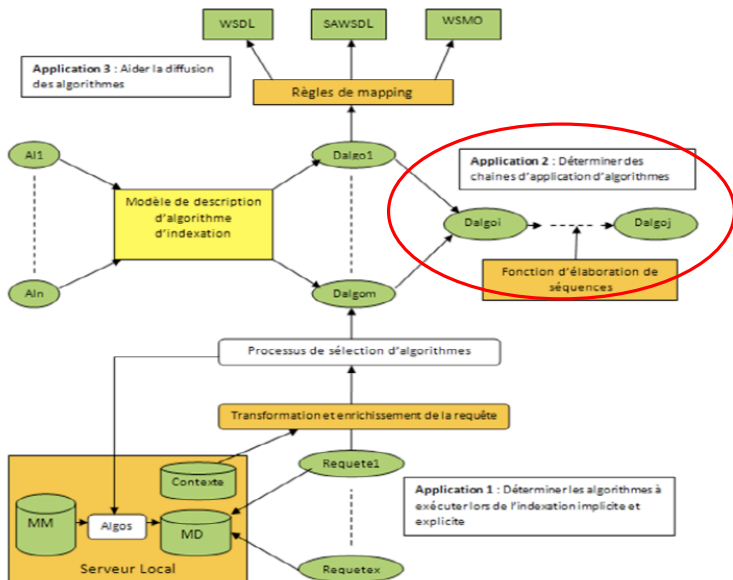 WSDL
SAWSDL
WSMO
Application 3 : Aider la diffusion
des algorithmes
Règles de mapping
AI1
Dalgo1
Application 2 : Déterminer des
chaines d'application d'algorithmes
Modèle de description
d'algorithme
d'indexation
Dalgoi
Dalgoj
Fonction d'élaboration de
séquences
AIn
Dalgom
Processus de sélection d'algorithmes
Transformation et enrichissement de la requête
Contexte
Requete1
Application 1 : Déterminer les algorithmes à
exécuter lors de l'indexation implicite et
explicite
MM
Algos
MD
Serveur Local
Requetex